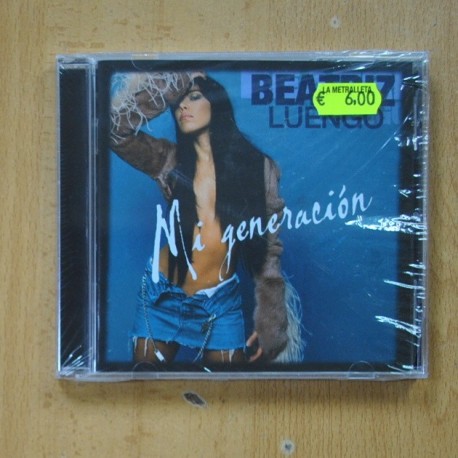 BEATRIZ
LA METRALLETA
€ 6,00
LUENGO
Mi generación